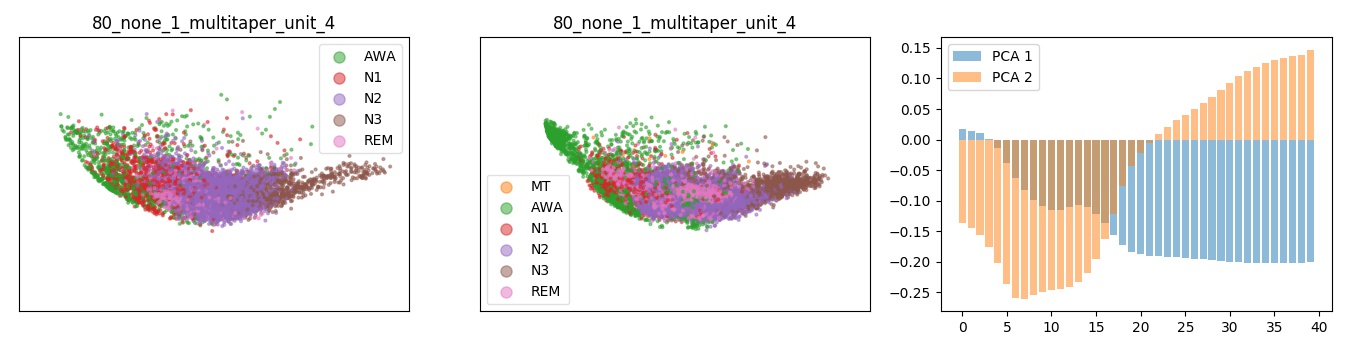 80_none_1_multitaper_unit_4
AWA
N1
N2
N3
REM
80_none_1_multitaper_unit_4
MT
AWA
N1
N2
N3
REM
PCA 1
PCA 2
0.15
0.10
0.05
0.00
−0.05
−0.10
−0.15
−0.20
−0.25
0 5 10 15 20 25 30 35 40